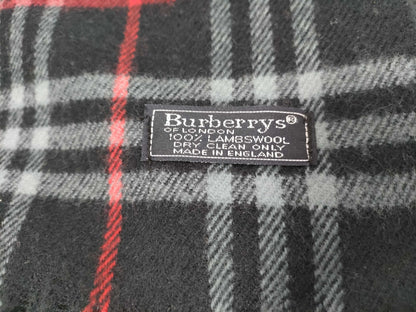 Burberrys®
OF LONDON
100% LAMBSWOOL
DRY CLEAN ONLY
MADE IN ENGLAND